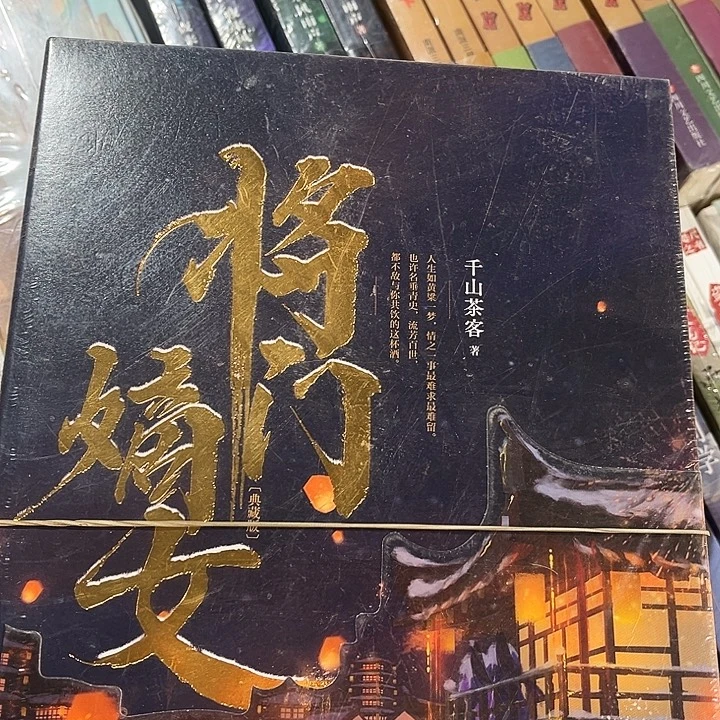 将门
嫡女
[典藏版]
千山茶客 著
人生如黄粱一梦，情之一事最难求最难留。
也许名垂青史，流芳百世，
都不敌与你共饮的这杯酒。